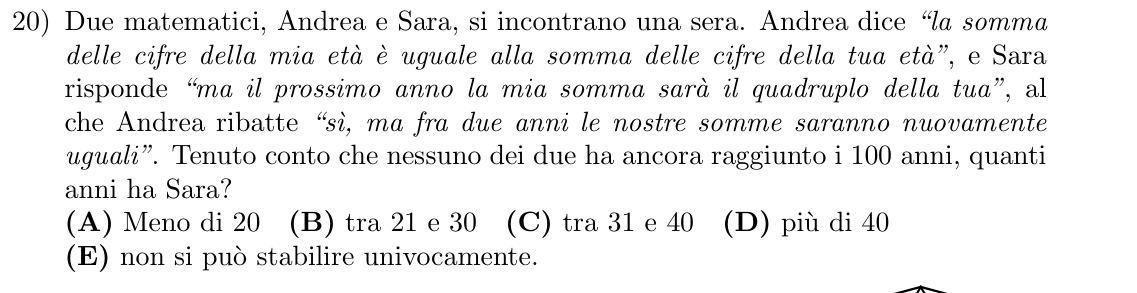 20) Due matematici, Andrea e Sara, si incontrano una sera. Andrea dice “la somma
delle cifre della mia età è uguale alla somma delle cifre della tua età”, e Sara
risponde “ma il prossimo anno la mia somma sarà il quadruplo della tua”, al
che Andrea ribatte “sì, ma fra due anni le nostre somme saranno nuovamente
uguali”. Tenuto conto che nessuno dei due ha ancora raggiunto i 100 anni, quanti
anni ha Sara?
(A) Meno di 20 (B) tra 21 e 30 (C) tra 31 e 40 (D) più di 40
(E) non si può stabilire univocamente.